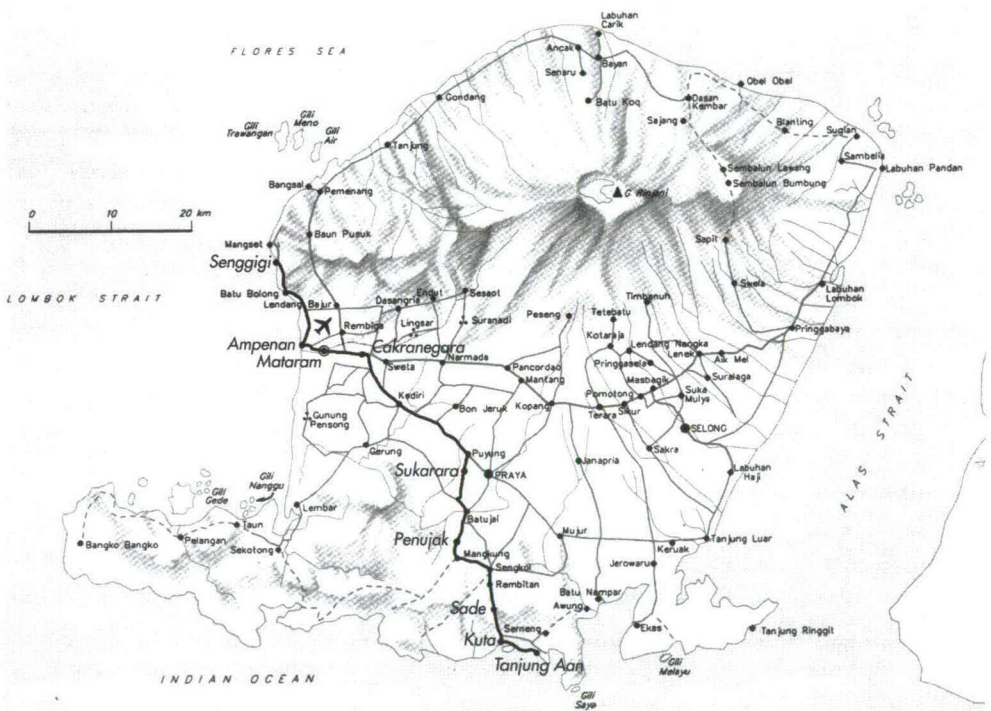 Labuhan
Carik
FLORES SEA
Ancak
Bayan
Senaru
Obel Obel
Dasan
Kembar
Batu Koq
Gondang
Gili
Trawangan
Gili
Meno
Gili
Air
Sajang
Blanting
Sugian
Tanjung
Sambelia
Labuhan Pandan
Sembalun Lawang
Sembalun Bumbung
Bangsal
Pemenang
G Rinjani
0 10 20 km
Baun Pusuk
Mangset
Sapit
Senggigi
Swela
Labuhan
Lombok
LOMBOK STRAIT
Batu Bolong
Lendang Bajur
Dasangria
Endut
Sesaot
Timbanuh
Tetebatu
Peseng
Suranadi
Lingsar
Rembiga
Pringgabaya
Kotaraja
Lendang Nangka
Ampenan
Mataram
Cakranegara
Lenek
Aik Mel
Sweta
Narmada
Pancordao
Pringgasela
Mantang
Masbagik
Suralaga
Suka
Mulya
Pomotong
Kediri
Bon Jeruk
Kopang
Terara
Sikur
Gunung
Pensong
SELONG
ALAS STRAIT
Gerung
Puyung
Sakra
Janapria
Sukarara
PRAYA
Labuhan
Haji
Gili
Gede
Gili
Nanggu
Lembar
Batujai
Taun
Mujur
Pelangan
Bangko Bangko
Penujak
Keruak
Tanjung Luar
Sekotong
Mangkung
Sengkol
Jerowaru
Rembitan
Batu Nampar
Awung
Sade
Ekas
Tanjung Ringgit
Serneng
Kuta
Tanjung Aan
Gili
Melayu
INDIAN OCEAN
Gili
Saya